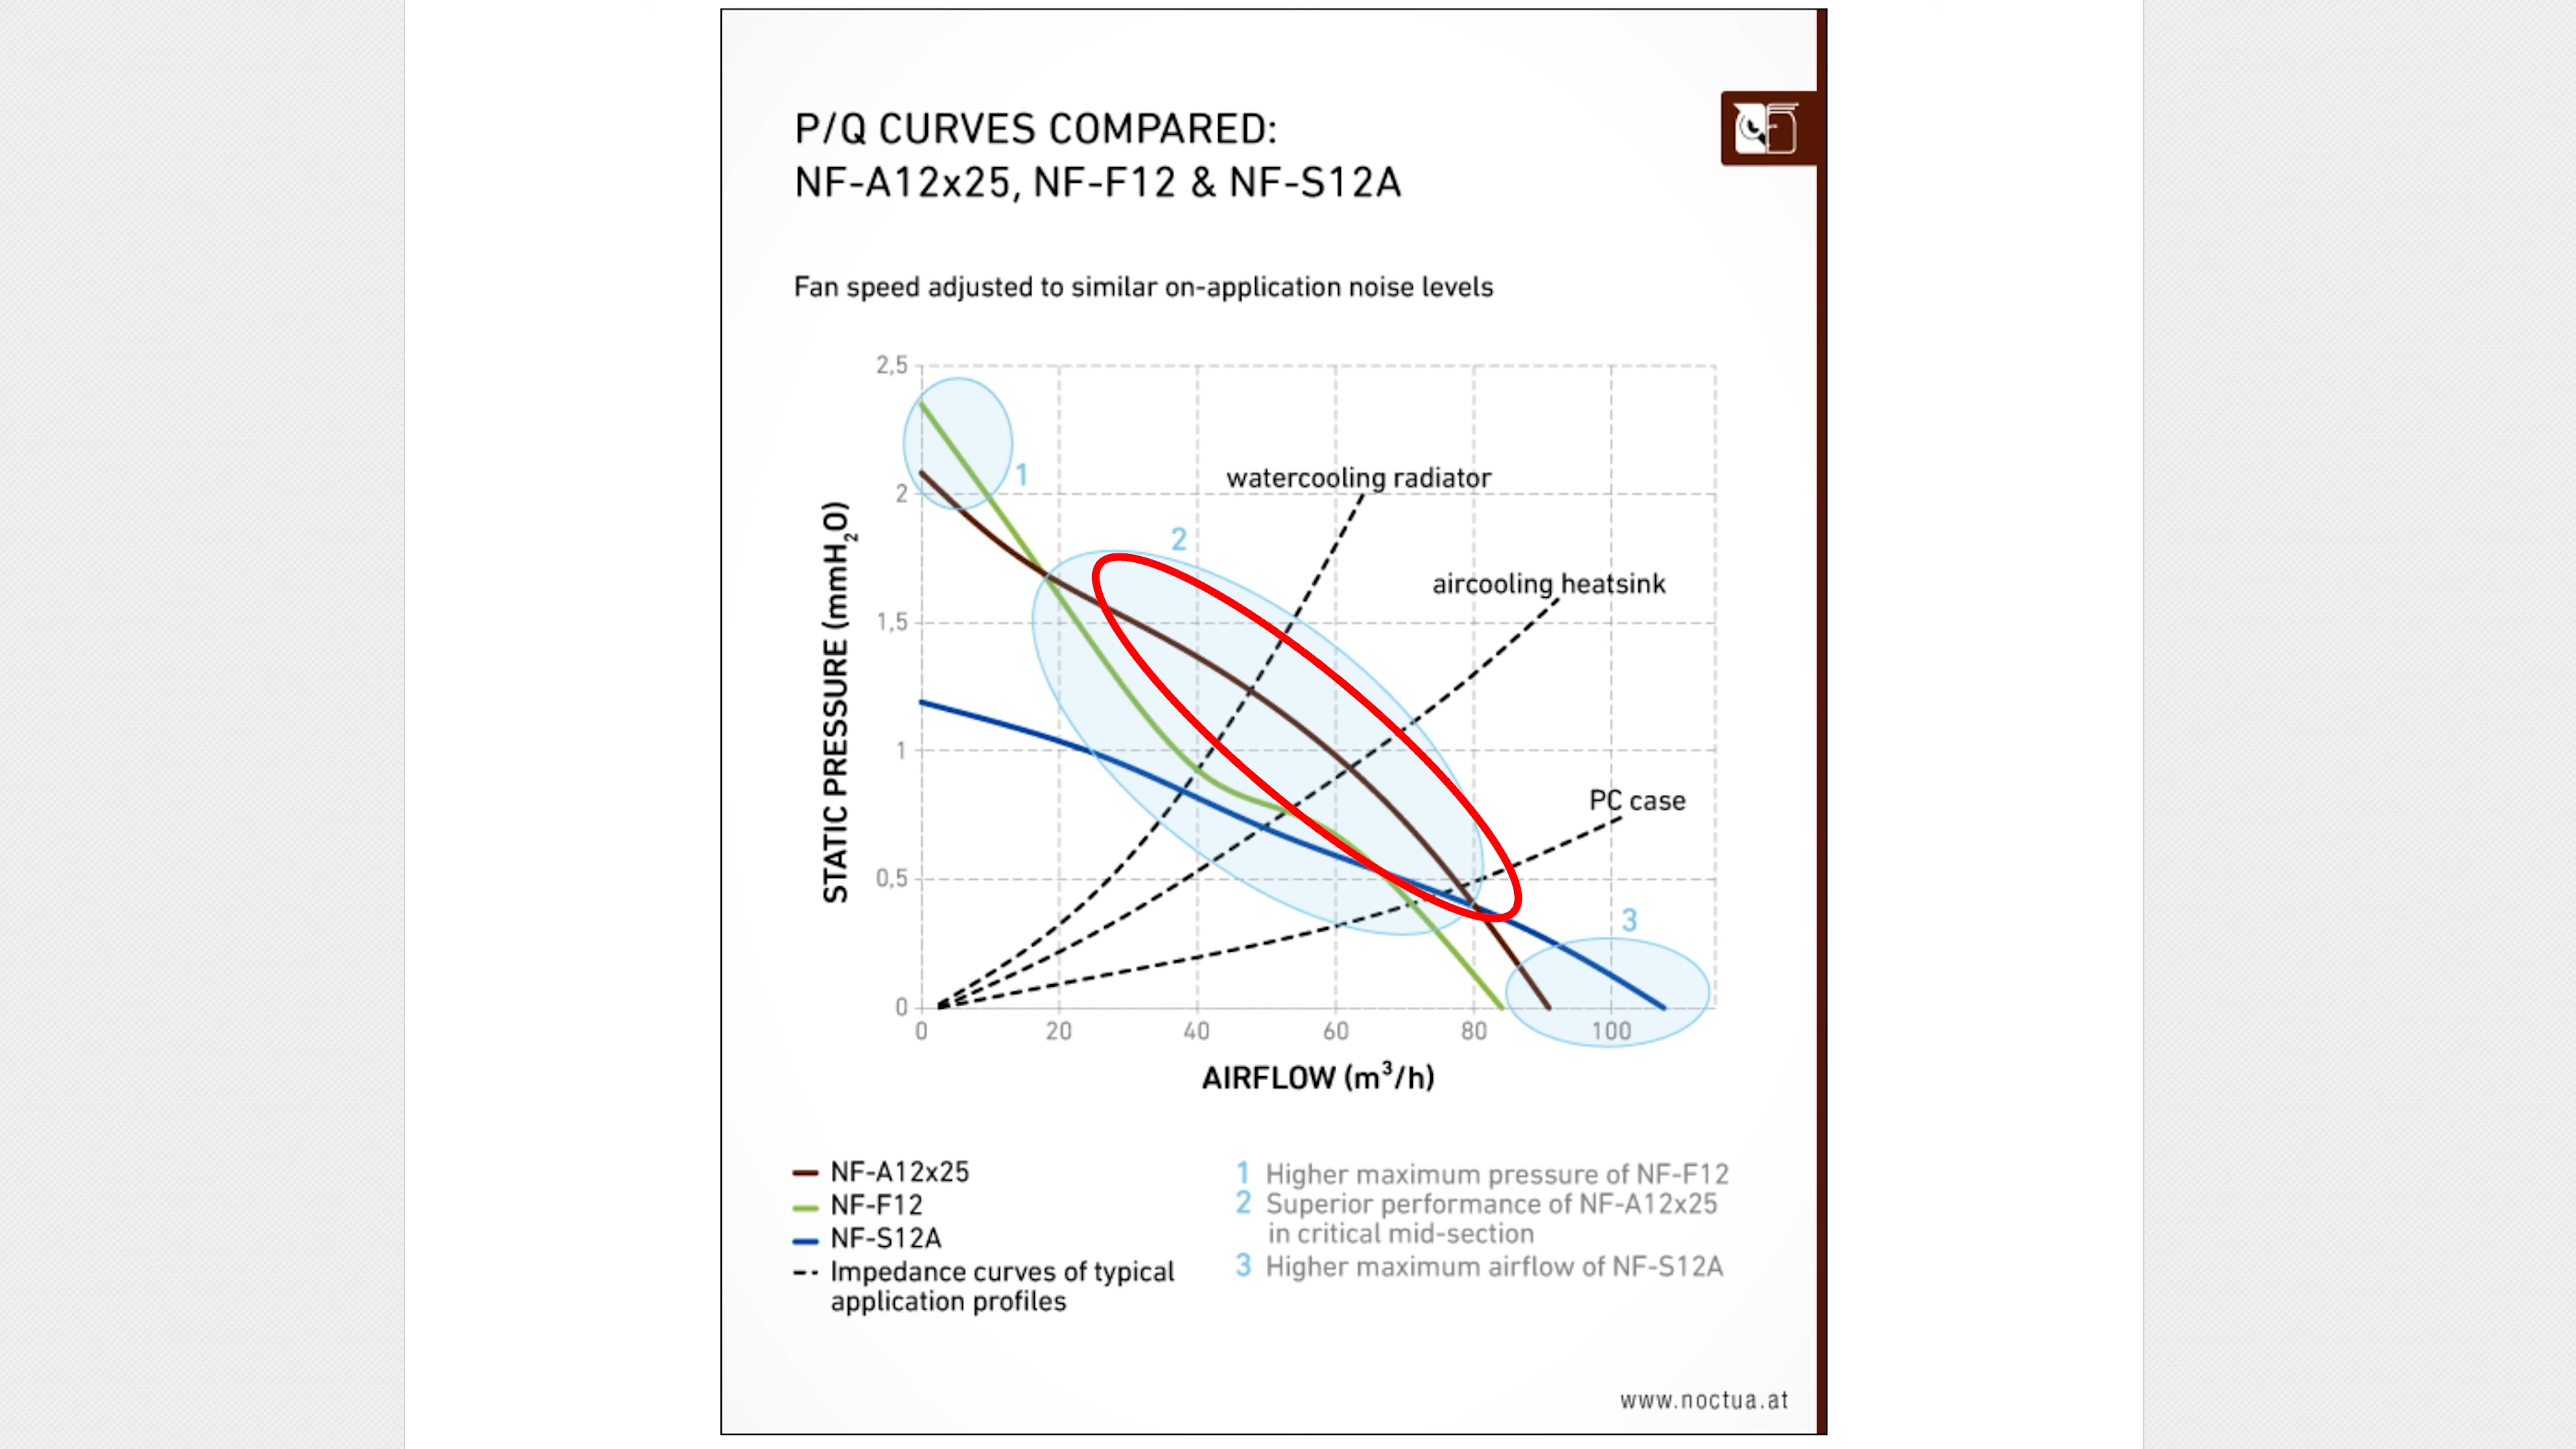 P/Q CURVES COMPARED:
NF-A12x25, NF-F12 & NF-S12A
Fan speed adjusted to similar on-application noise levels
2,5
2
1,5
1
0,5
0
STATIC PRESSURE (mmH₂O)
1
2
3
watercooling radiator
aircooling heatsink
PC case
0
20
40
60
80
100
AIRFLOW (m³/h)
NF-A12x25
NF-F12
NF-S12A
Impedance curves of typical
application profiles
1 Higher maximum pressure of NF-F12
2 Superior performance of NF-A12x25
in critical mid-section
3 Higher maximum airflow of NF-S12A
www.noctua.at